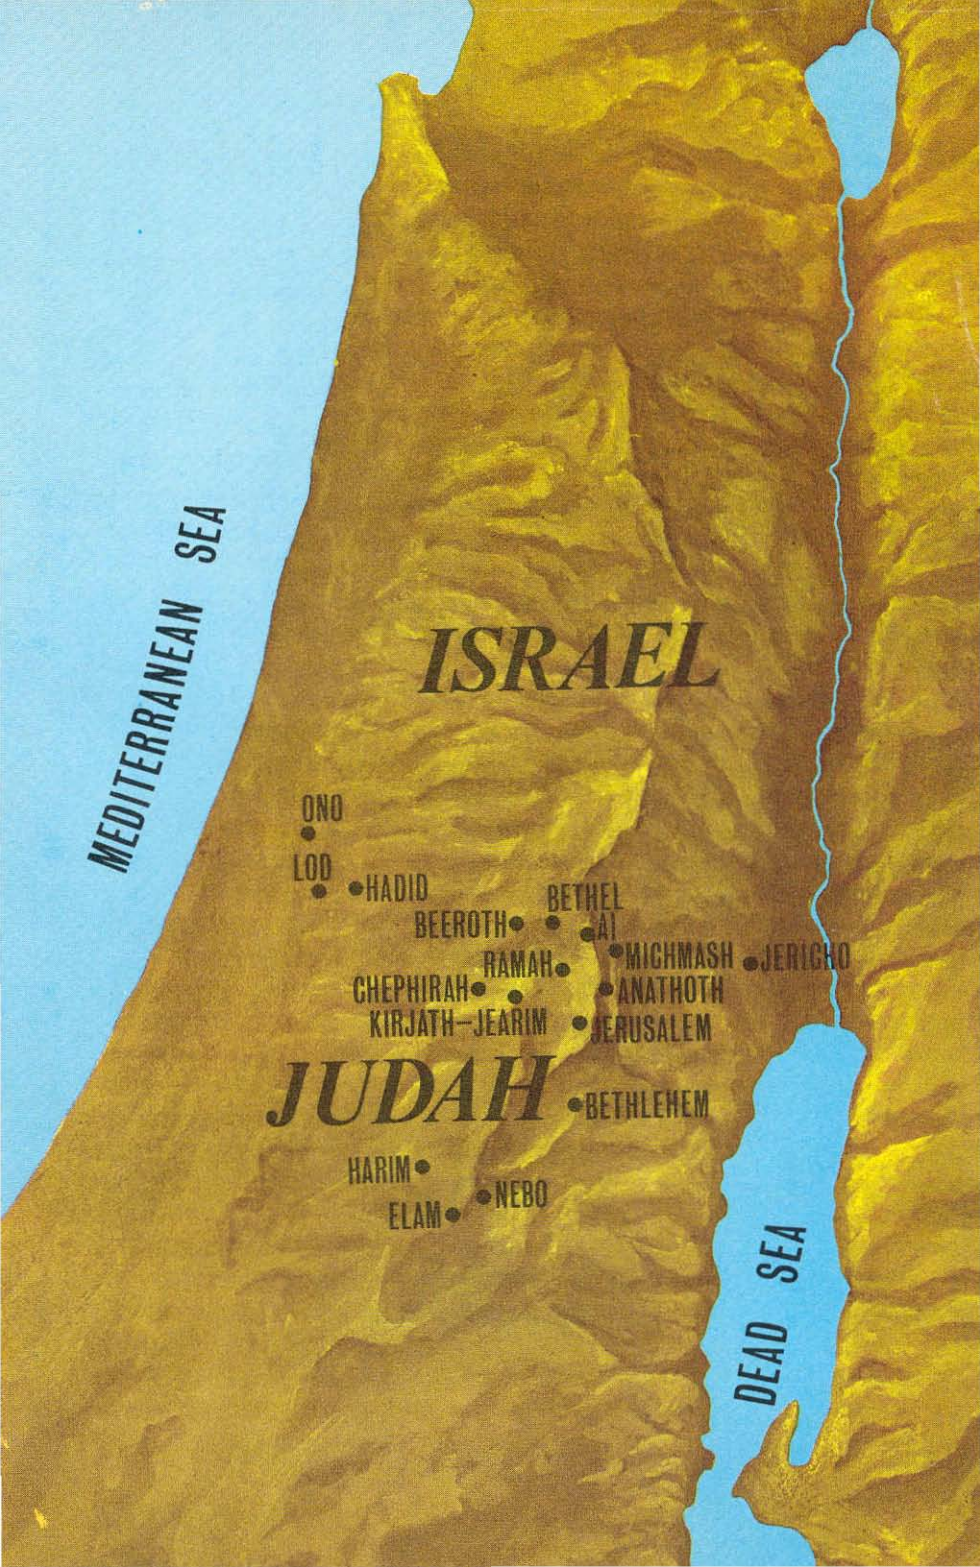 MEDITERRANEAN SEA
ISRAEL
ONO
LOD
HADID
BETHEL
BEEROTH
AI
MICHMASH
JERICHO
RAMAH
CHEPHIRAH
ANATHOTH
KIRJATH-JEARIM
JERUSALEM
JUDAH
BETHLEHEM
HARIM
NEBO
ELAM
DEAD SEA